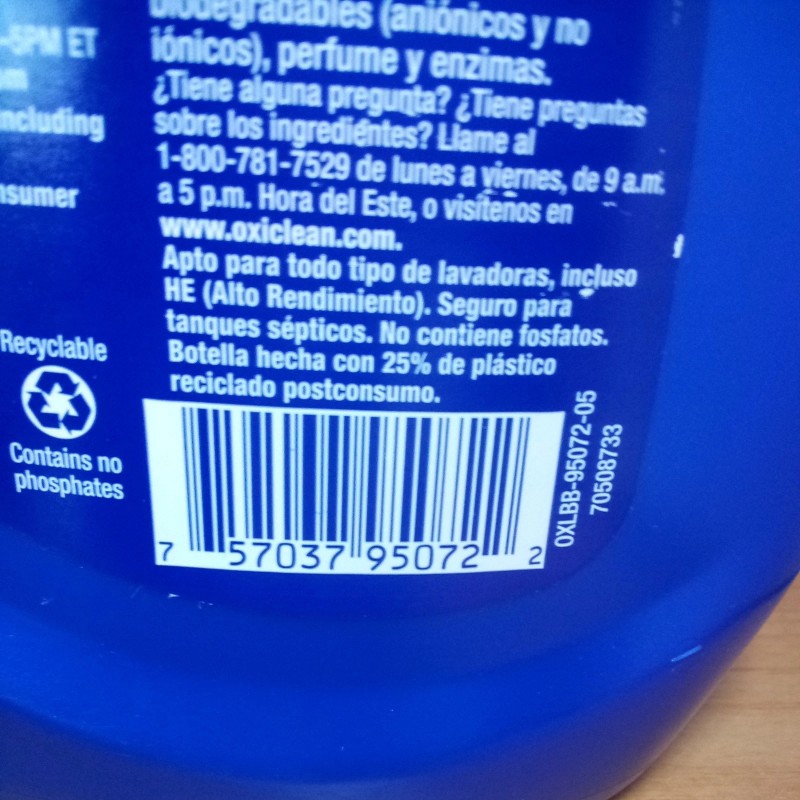 -5PM ET
including
Recyclable
Contains no
phosphates
biodegradables (aniónicos y no
iónicos), perfume y enzimas.
¿Tiene alguna pregunta? ¿Tiene preguntas
sobre los ingredientes? Llame al
1-800-781-7529 de lunes a viernes, de 9 a.m.
a 5 p.m. Hora del Este, o visítenos en
www.oxiclean.com.
Apto para todo tipo de lavadoras, incluso
HE (Alto Rendimiento). Seguro para
tanques sépticos. No contiene fosfatos.
Botella hecha con 25% de plástico
reciclado postconsumo.
7 57037 95072 2
OXLBB-95072-05
70508733